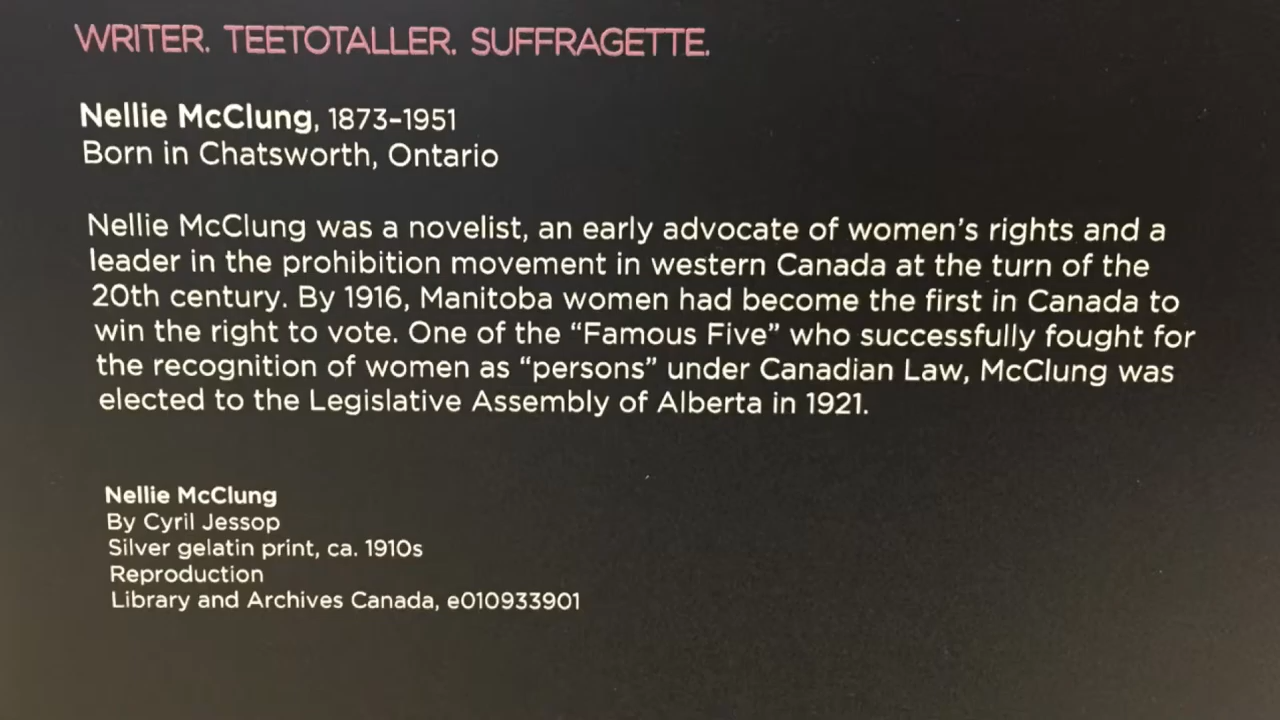 WRITER. TEETOTALLER. SUFFRAGETTE.
Nellie McClung, 1873–1951
Born in Chatsworth, Ontario
Nellie McClung was a novelist, an early advocate of women’s rights and a
leader in the prohibition movement in western Canada at the turn of the
20th century. By 1916, Manitoba women had become the first in Canada to
win the right to vote. One of the “Famous Five” who successfully fought for
the recognition of women as “persons” under Canadian Law, McClung was
elected to the Legislative Assembly of Alberta in 1921.
Nellie McClung
By Cyril Jessop
Silver gelatin print, ca. 1910s
Reproduction
Library and Archives Canada, e010933901